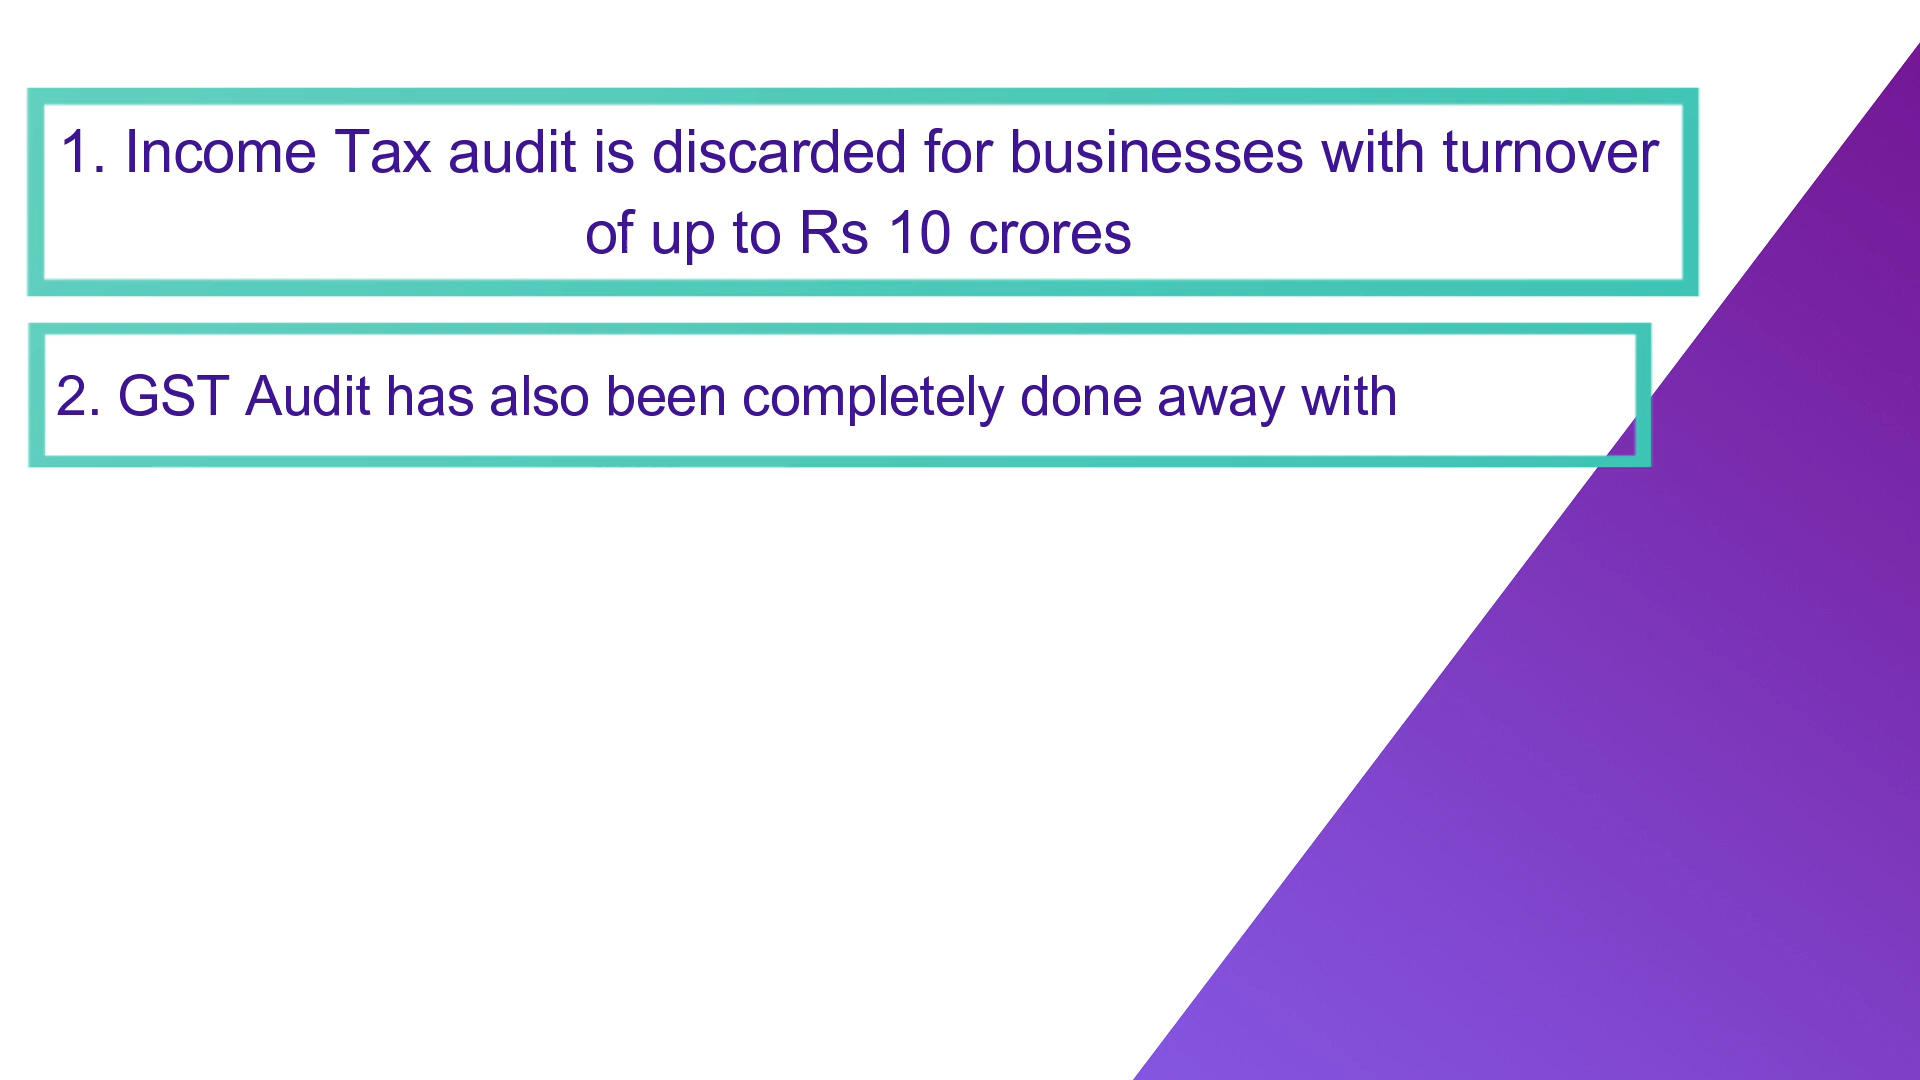 1. Income Tax audit is discarded for businesses with turnover
of up to Rs 10 crores
2. GST Audit has also been completely done away with